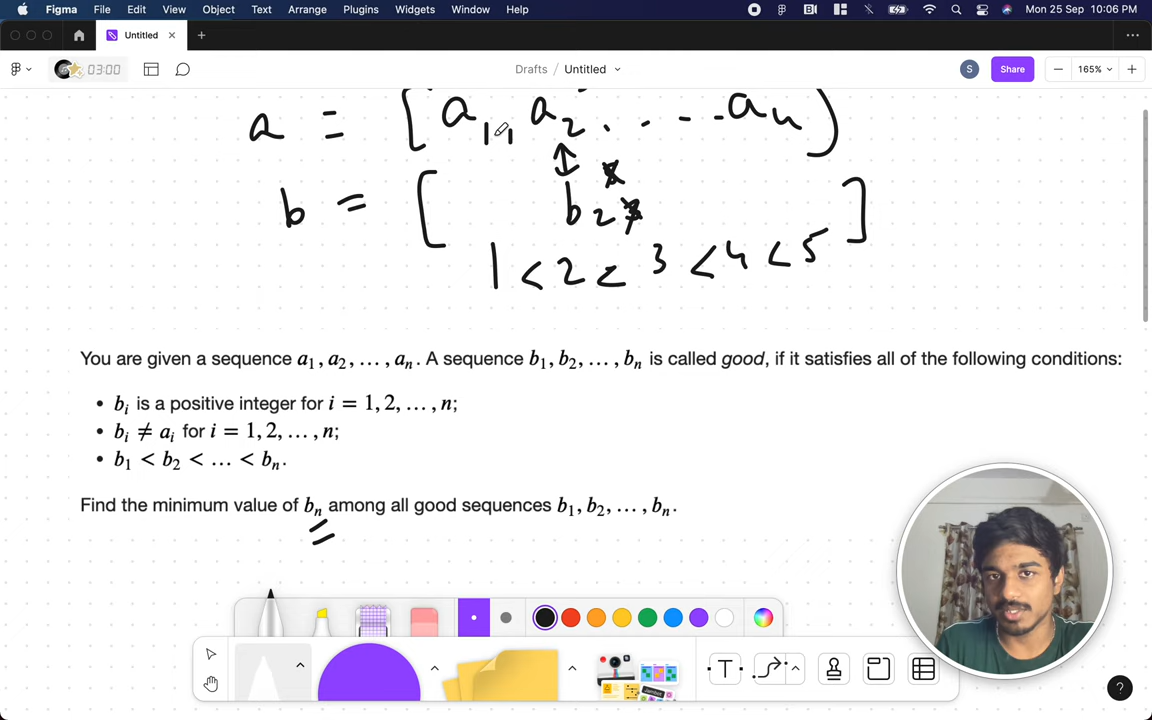 Figma File Edit View Object Text Arrange Plugins Widgets Window Help Mon 25 Sep 10:06 PM
Untitled
03:00 Drafts / Untitled S Share 165%
a = [a1, a2 . . . . . an]
b = [ b2 ]
1 < 2 < 3 < 4 < 5
You are given a sequence a1, a2, …, an. A sequence b1, b2, …, bn is called good, if it satisfies all of the following conditions:
• bi is a positive integer for i = 1, 2, …, n;
• bi ≠ ai for i = 1, 2, …, n;
• b1 < b2 < … < bn.
Find the minimum value of bn among all good sequences b1, b2, …, bn.
T
?